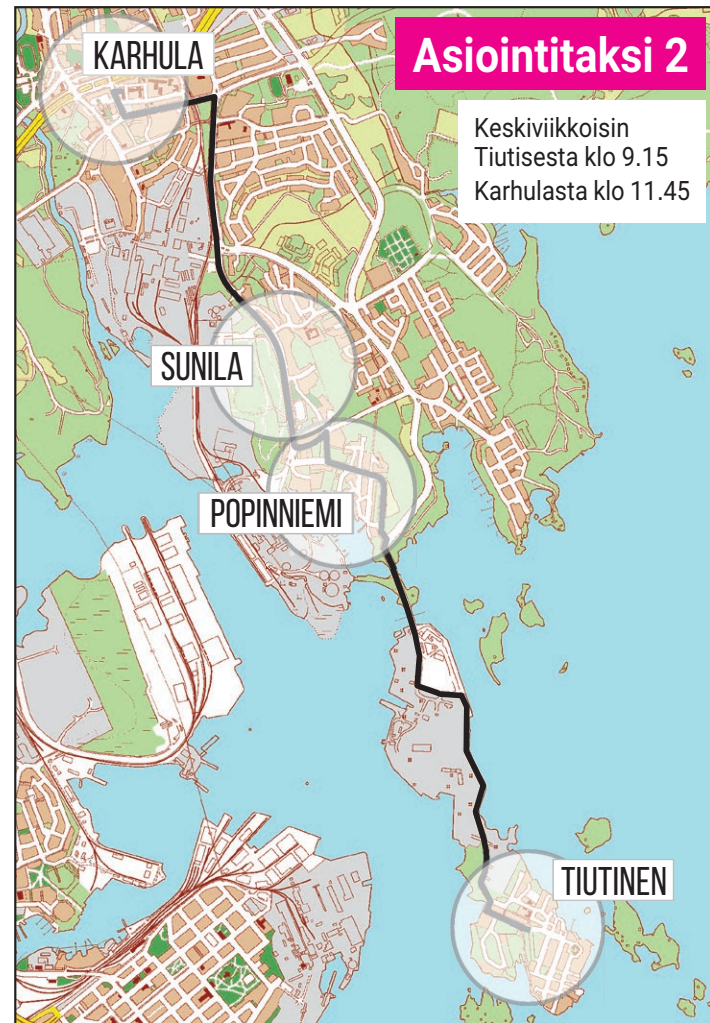 KARHULA
Asiointitaksi 2
Keskiviikkoisin
Tiutisesta klo 9.15
Karhulasta klo 11.45
SUNILA
POPINNIEMI
TIUTINEN